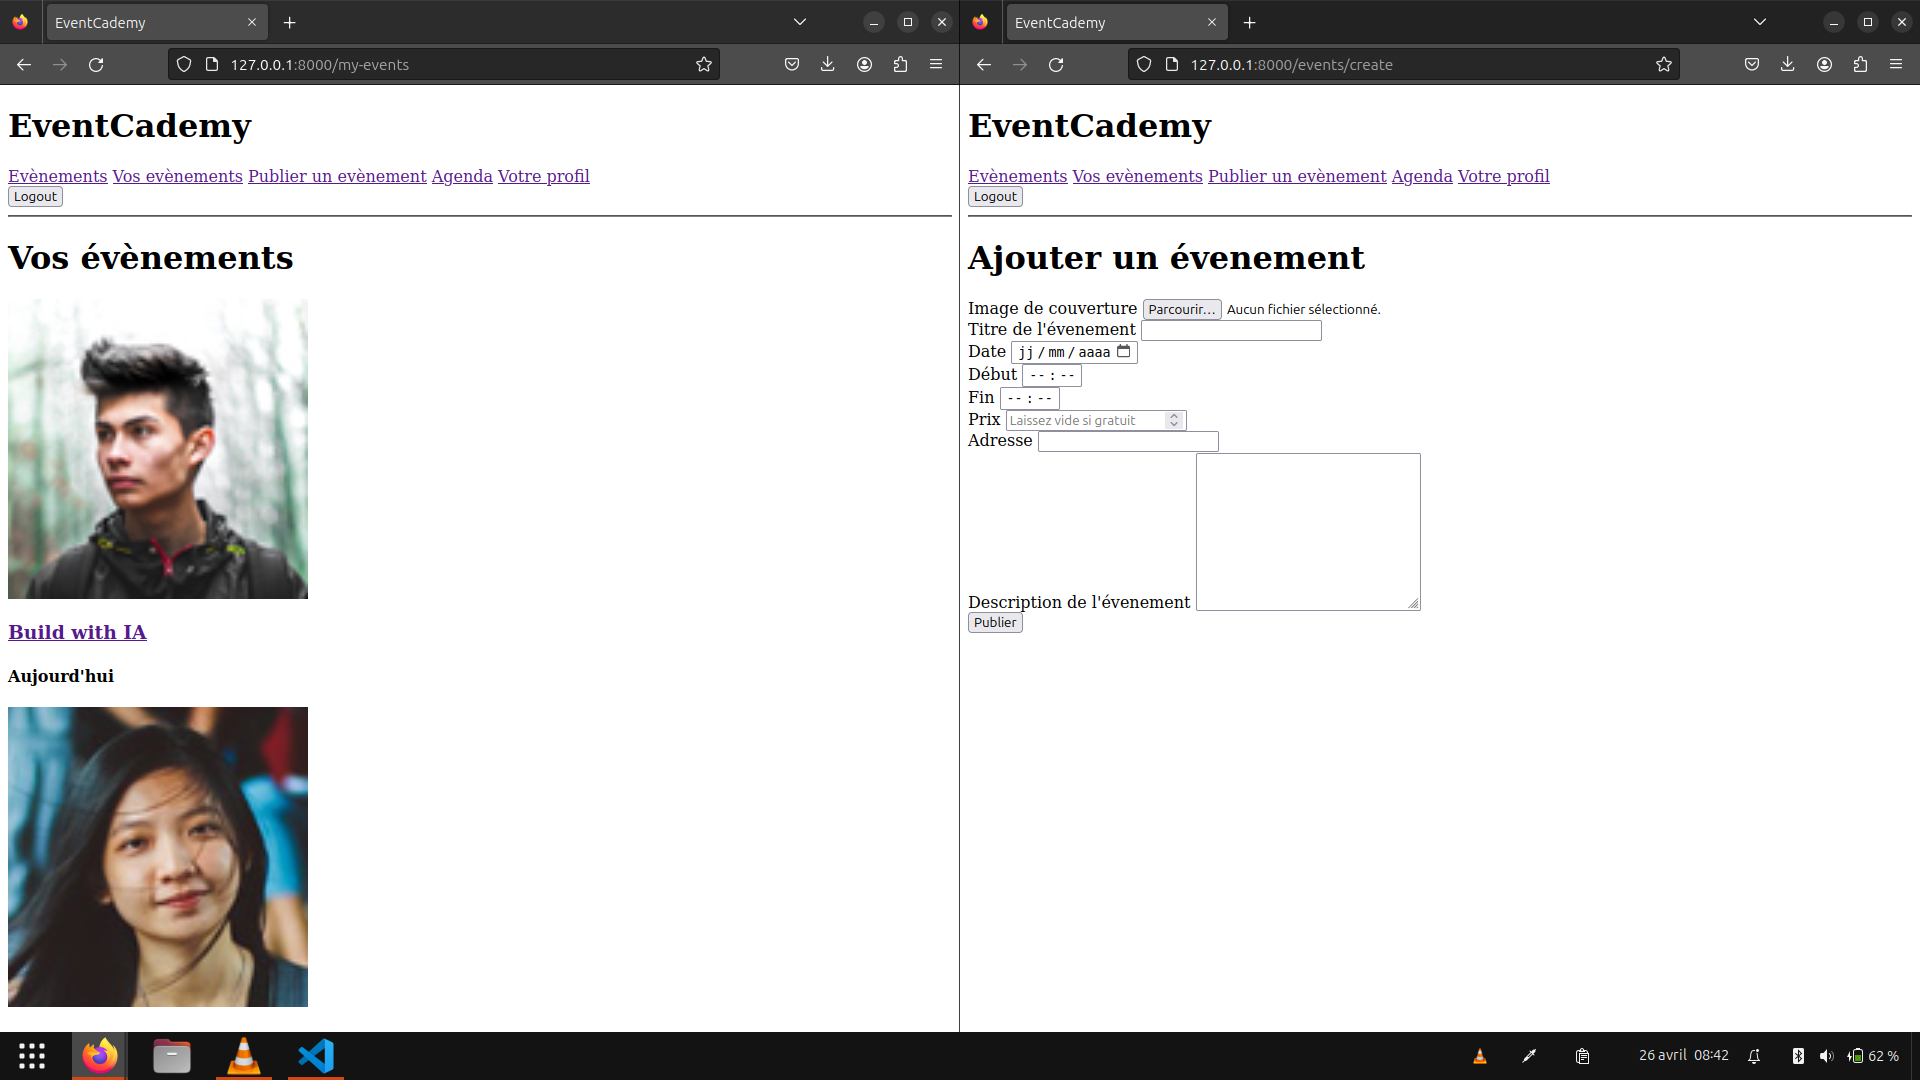 EventCademy
127.0.0.1:8000/my-events
EventCademy
Evènements Vos evènements Publier un evènement Agenda Votre profil
Logout
Vos évènements
Build with IA
Aujourd'hui
EventCademy
127.0.0.1:8000/events/create
EventCademy
Evènements Vos evènements Publier un evènement Agenda Votre profil
Logout
Ajouter un évenement
Image de couverture Parcourir... Aucun fichier sélectionné.
Titre de l'évenement
Date jj/mm/aaaa
Début --:--
Fin --:--
Prix Laissez vide si gratuit
Adresse
Description de l'évenement
Publier
26 avril 08:42 62 %